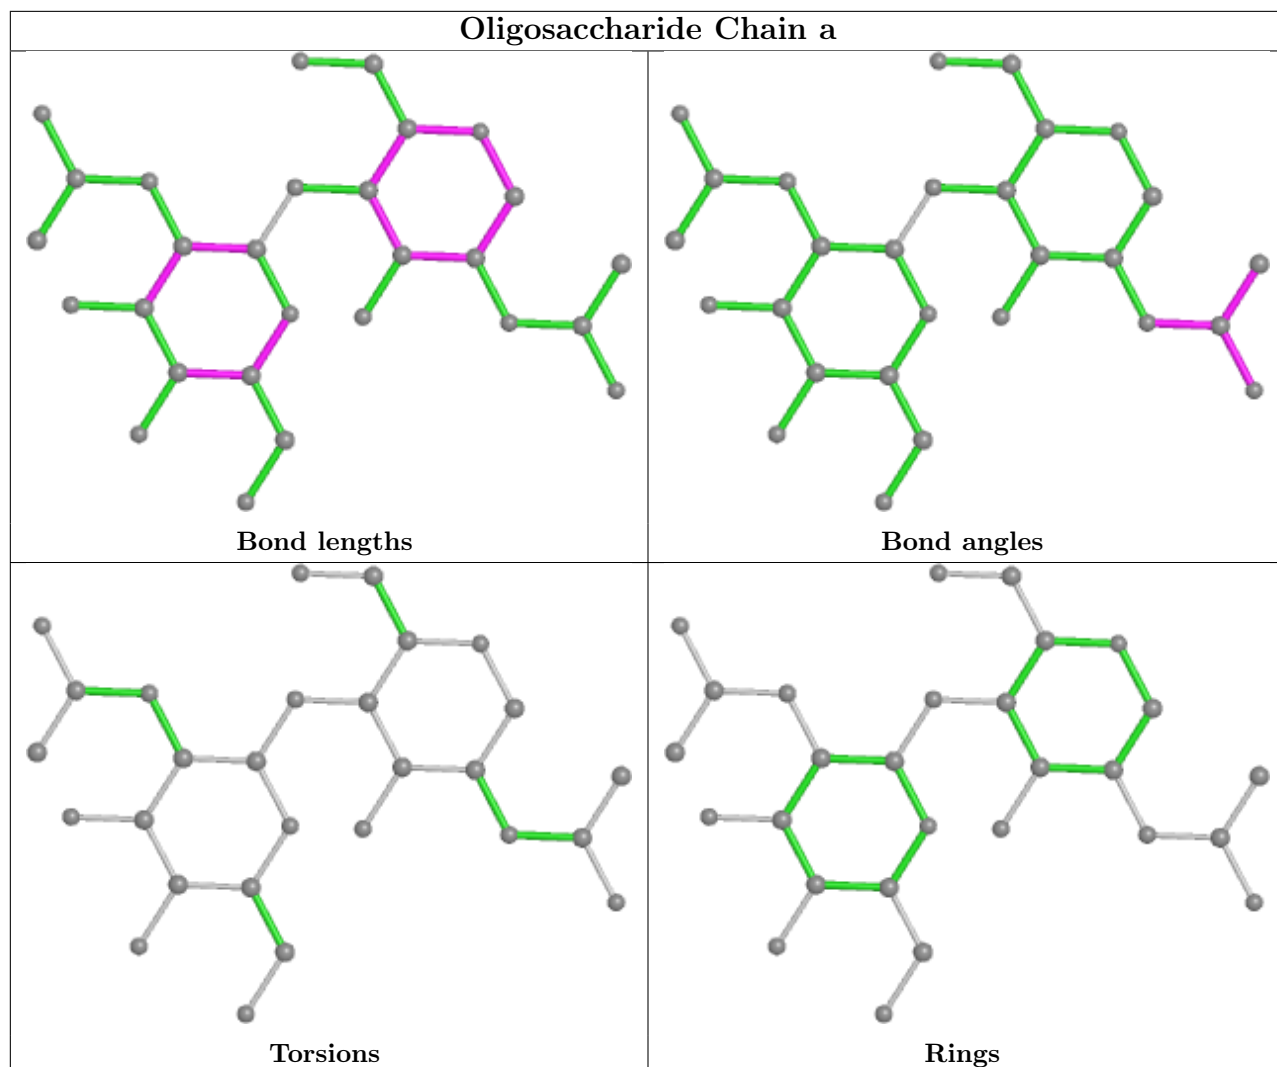 Oligosaccharide Chain a
Bond lengths
Bond angles
Torsions
Rings